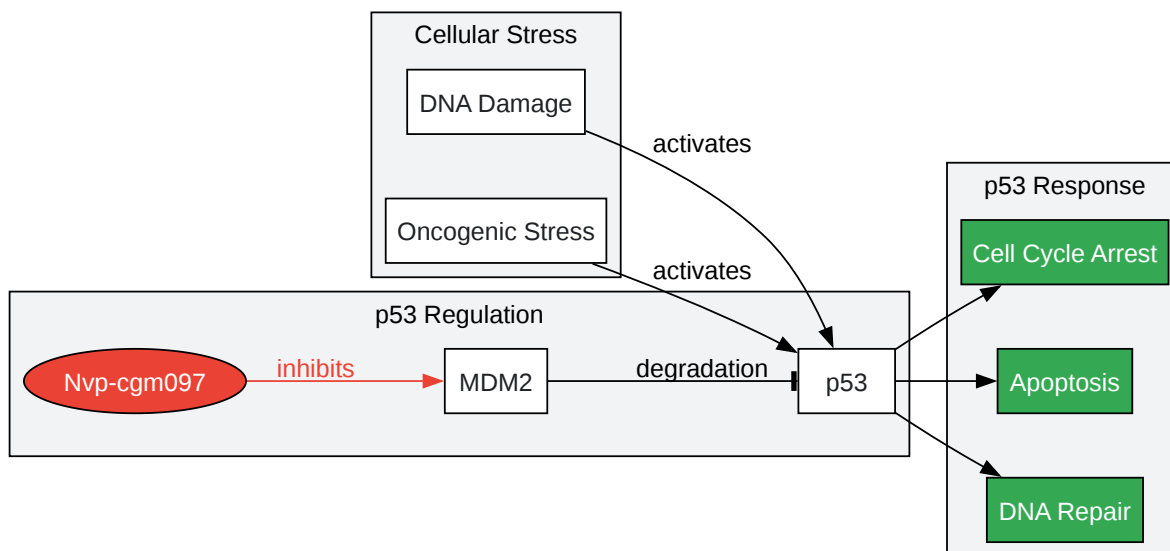 Cellular Stress
DNA Damage
activates
Oncogenic Stress
activates
p53 Regulation
Nvp-cgm097
inhibits
MDM2
degradation
p53
p53 Response
Cell Cycle Arrest
Apoptosis
DNA Repair